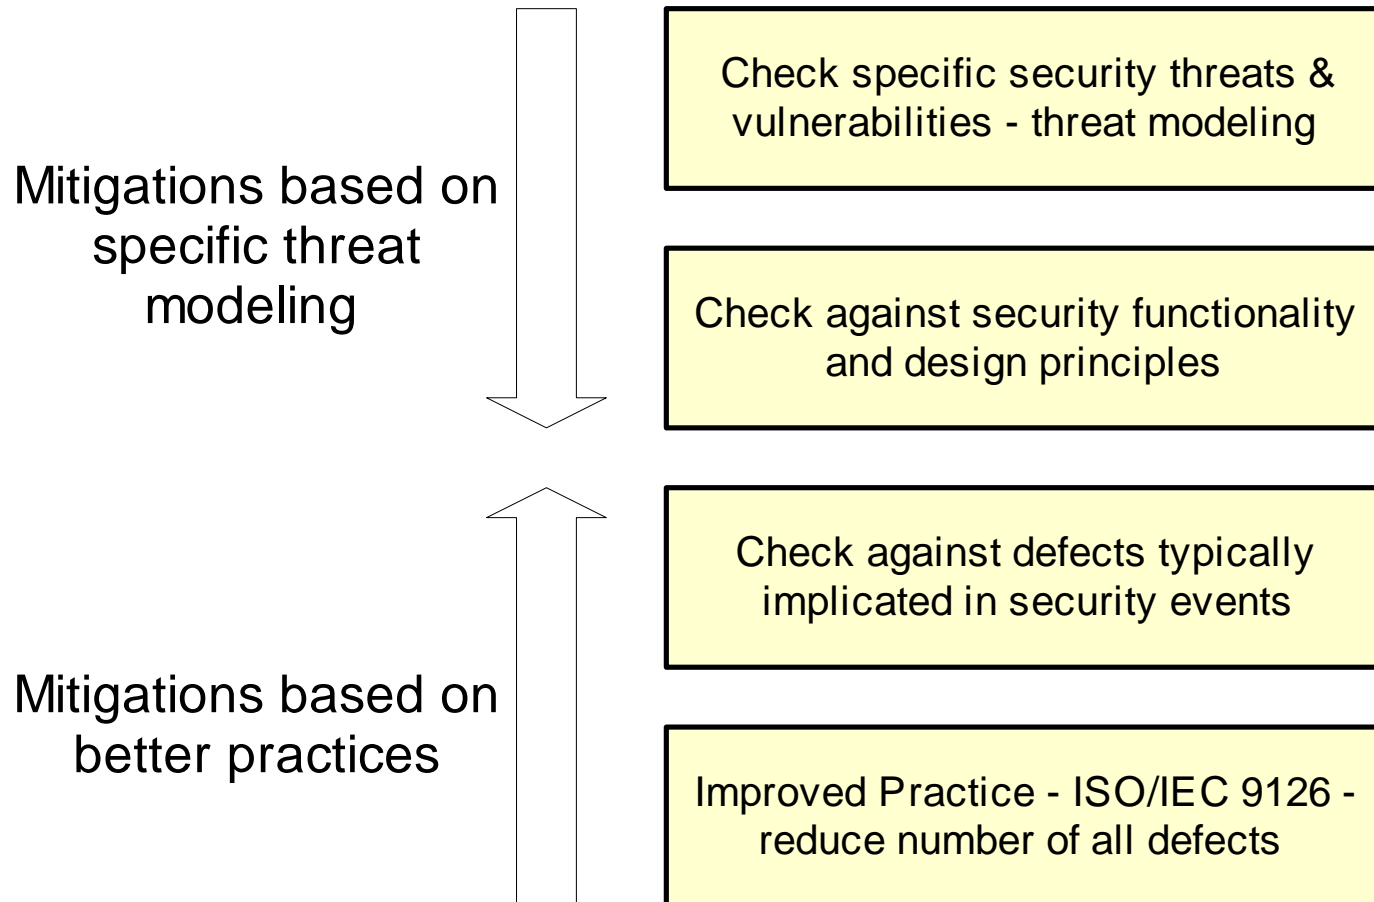 Check specific security threats &
vulnerabilities - threat modeling
Mitigations based on
specific threat
modeling
Check against security functionality
and design principles
Check against defects typically
implicated in security events
Mitigations based on
better practices
Improved Practice - ISO/IEC 9126 -
reduce number of all defects